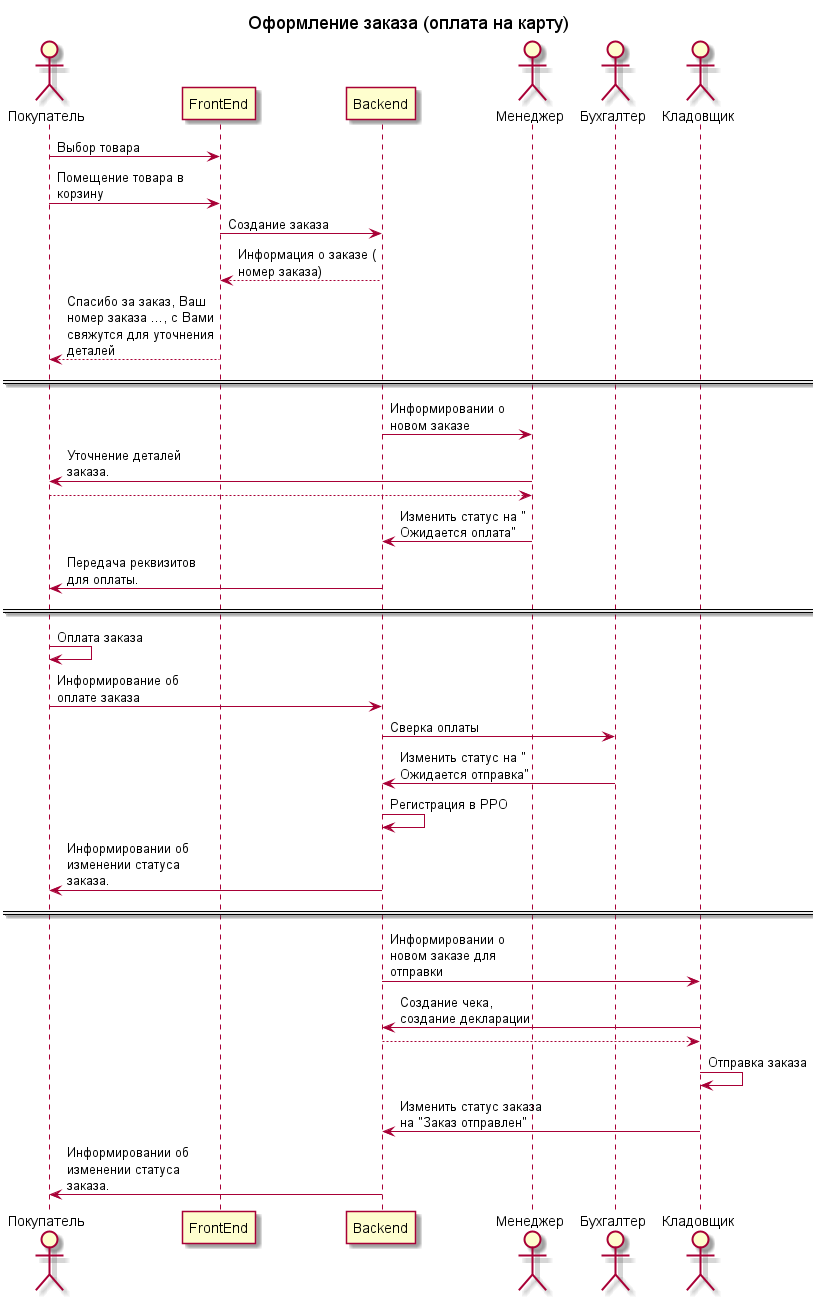 Оформление заказа (оплата на карту)
Покупатель
FrontEnd
Backend
Менеджер
Бухгалтер
Кладовщик
Выбор товара
Помещение товара в
корзину
Создание заказа
Информация о заказе (
номер заказа)
Спасибо за заказ, Ваш
номер заказа ..., с Вами
свяжутся для уточнения
деталей
Информировании о
новом заказе
Уточнение деталей
заказа.
Изменить статус на "
Ожидается оплата"
Передача реквизитов
для оплаты.
Оплата заказа
Информирование об
оплате заказа
Сверка оплаты
Изменить статус на "
Ожидается отправка"
Регистрация в РРО
Информировании об
изменении статуса
заказа.
Информировании о
новом заказе для
отправки
Создание чека,
создание декларации
Отправка заказа
Изменить статус заказа
на "Заказ отправлен"
Информировании об
изменении статуса
заказа.
Покупатель
FrontEnd
Backend
Менеджер
Бухгалтер
Кладовщик